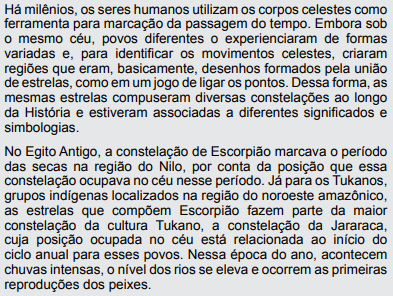 Há milênios, os seres humanos utilizam os corpos celestes como
ferramenta para marcação da passagem do tempo. Embora sob
o mesmo céu, povos diferentes o experienciaram de formas
variadas e, para identificar os movimentos celestes, criaram
regiões que eram, basicamente, desenhos formados pela união
de estrelas, como em um jogo de ligar os pontos. Dessa forma, as
mesmas estrelas compuseram diversas constelações ao longo
da História e estiveram associadas a diferentes significados e
simbologias.
No Egito Antigo, a constelação de Escorpião marcava o período
das secas na região do Nilo, por conta da posição que essa
constelação ocupava no céu nesse período. Já para os Tukanos,
grupos indígenas localizados na região do noroeste amazônico,
as estrelas que compõem Escorpião fazem parte da maior
constelação da cultura Tukano, a constelação da Jararaca,
cuja posição ocupada no céu está relacionada ao início do
ciclo anual para esses povos. Nessa época do ano, acontecem
chuvas intensas, o nível dos rios se eleva e ocorrem as primeiras
reproduções dos peixes.